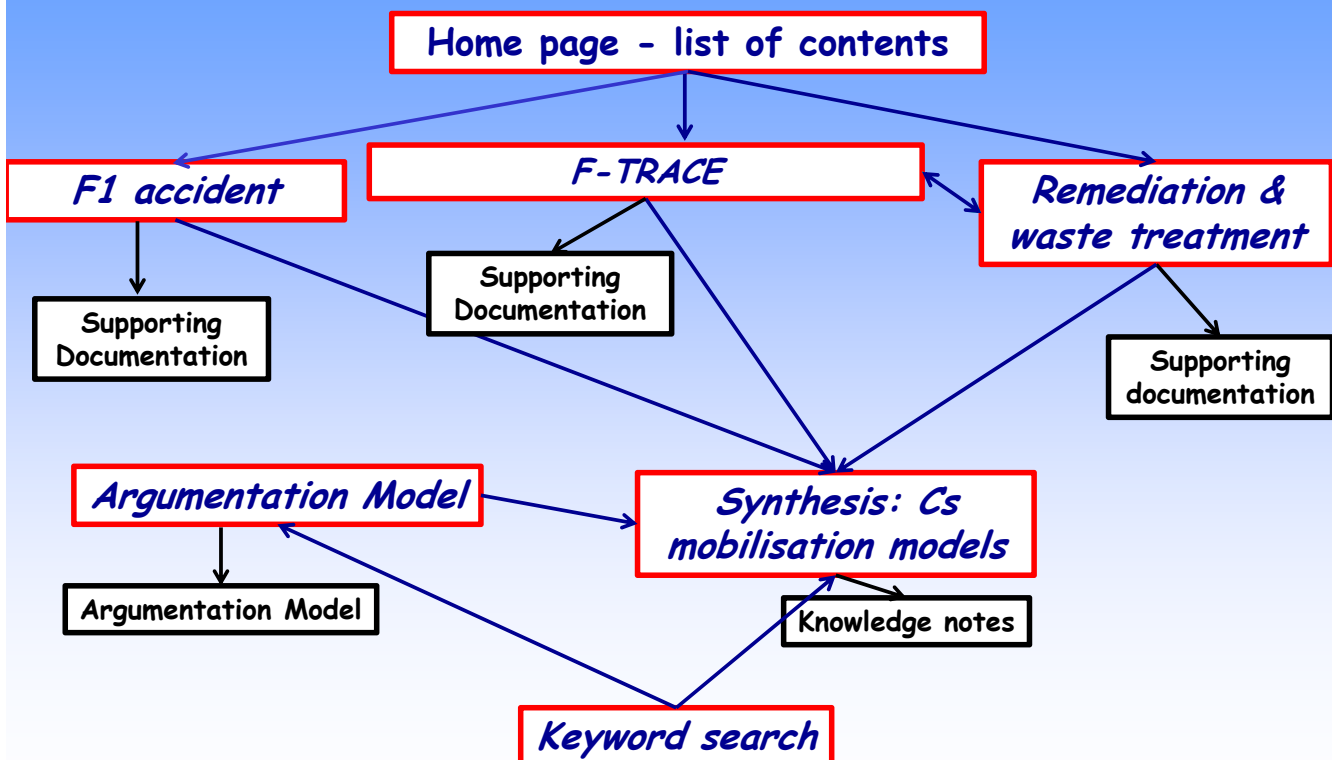 Home page - list of contents
F1 accident
F-TRACE
Remediation &
waste treatment
Supporting
Documentation
Supporting
Documentation
Supporting
documentation
Argumentation Model
Synthesis: Cs
mobilisation models
Argumentation Model
Knowledge notes
Keyword search